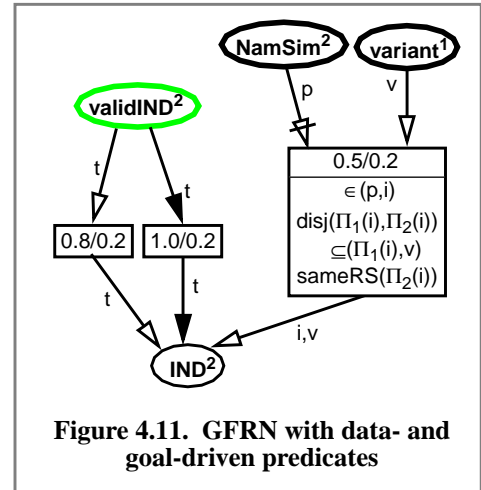 NamSim²
variant¹
p
v
validIND²
t
t
0.5/0.2
∈(p,i)
disj(Π₁(i),Π₂(i))
⊆(Π₁(i),v)
sameRS(Π₂(i))
0.8/0.2
1.0/0.2
t
t
i,v
IND²
Figure 4.11. GFRN with data- and
goal-driven predicates